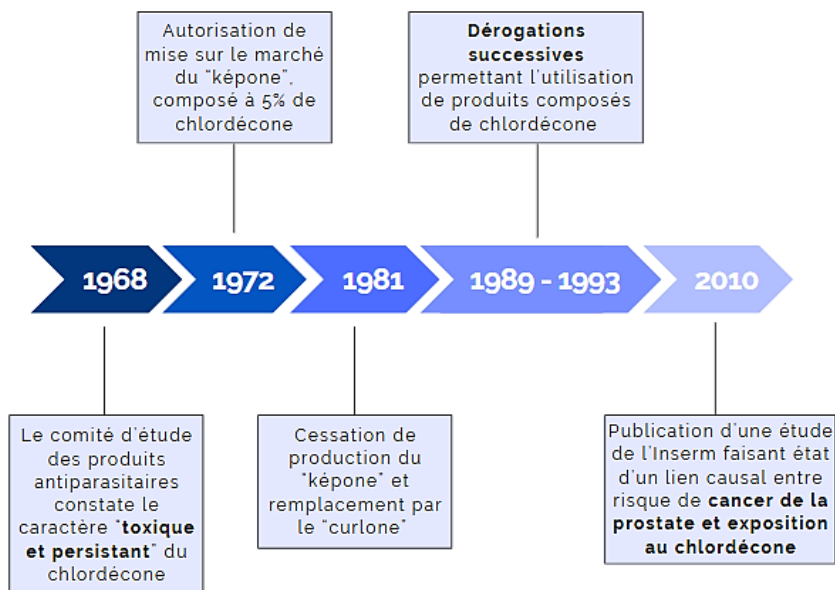 Autorisation de
mise sur le marché
du "képone",
composé à 5% de
chlordécone
Dérogations
successives
permettant l'utilisation
de produits composés
de chlordécone
1968
1972
1981
1989 - 1993
2010
Le comité d'étude
des produits
antiparasitaires
constate le
caractère "toxique
et persistant" du
chlordécone
Cessation de
production du
"képone" et
remplacement par
le "curlone"
Publication d'une étude
de l'Inserm faisant état
d'un lien causal entre
risque de cancer de la
prostate et exposition
au chlordécone